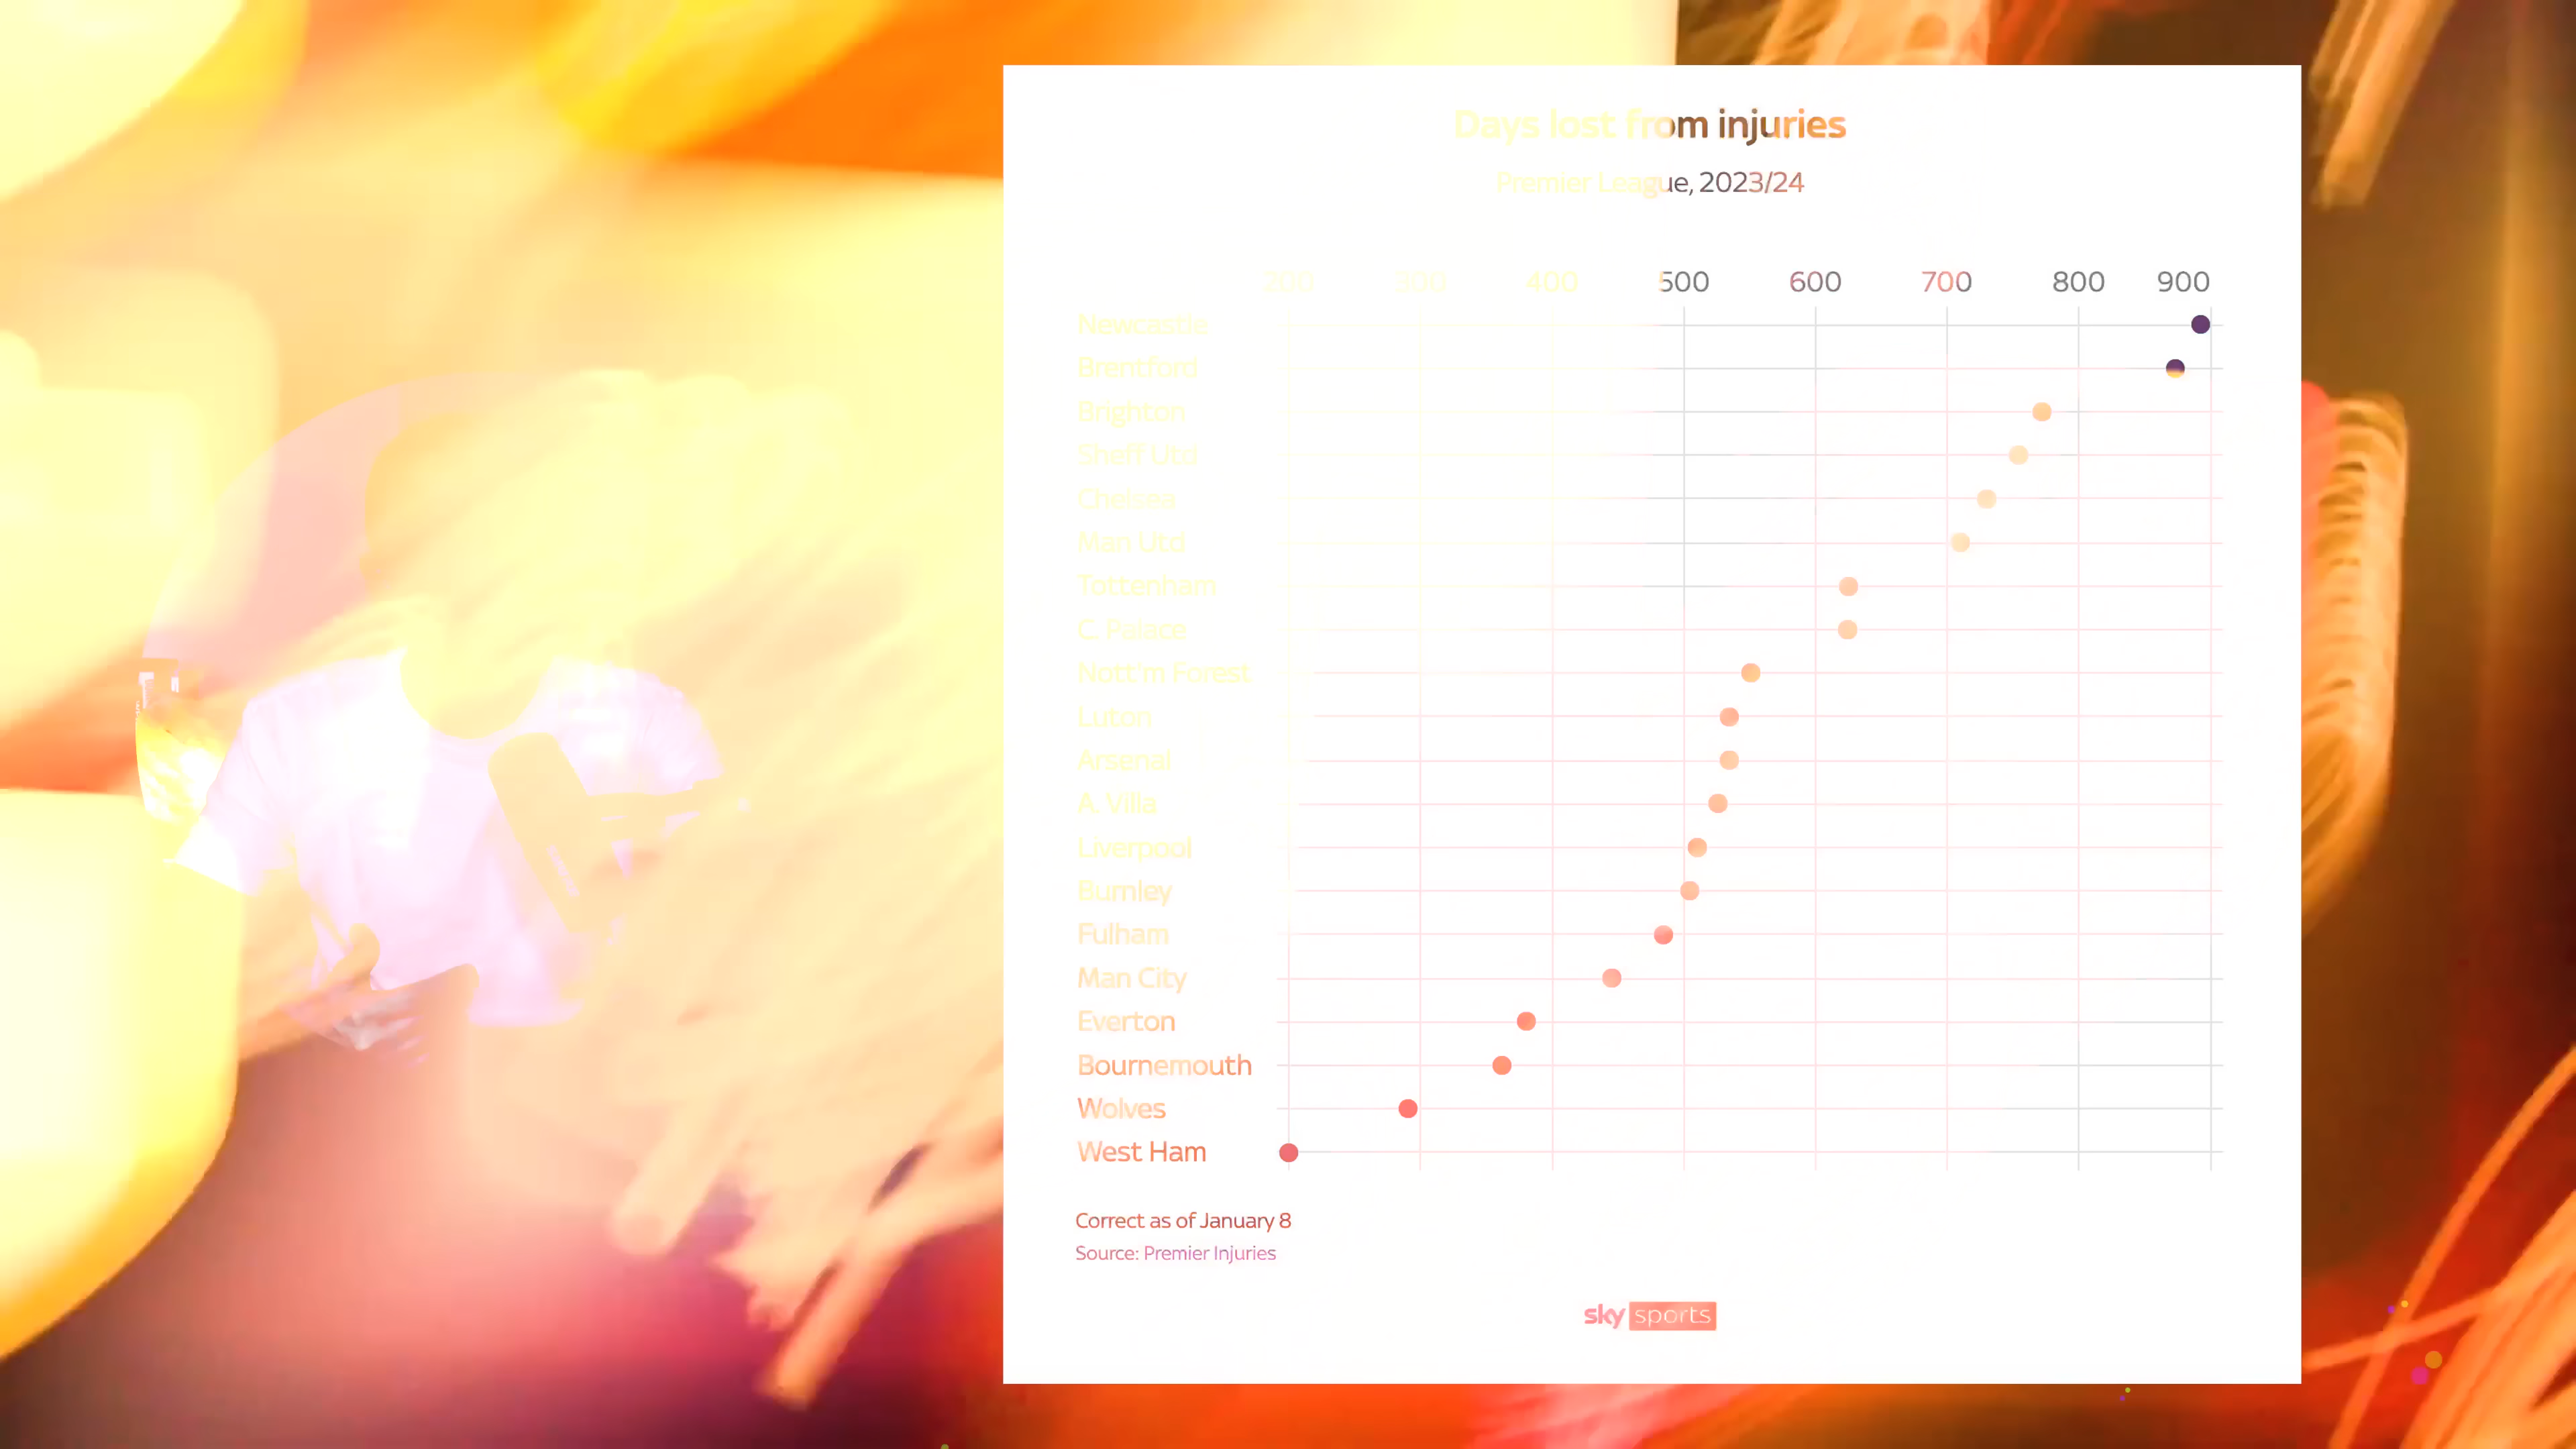 Days lost from injuries
Premier League, 2023/24
200 300 400 500 600 700 800 900
Newcastle
Brentford
Brighton
Sheff Utd
Chelsea
Man Utd
Tottenham
C. Palace
Nott'm Forest
Luton
Arsenal
A. Villa
Liverpool
Burnley
Fulham
Man City
Everton
Bournemouth
Wolves
West Ham
Correct as of January 8
Source: Premier Injuries
sky sports